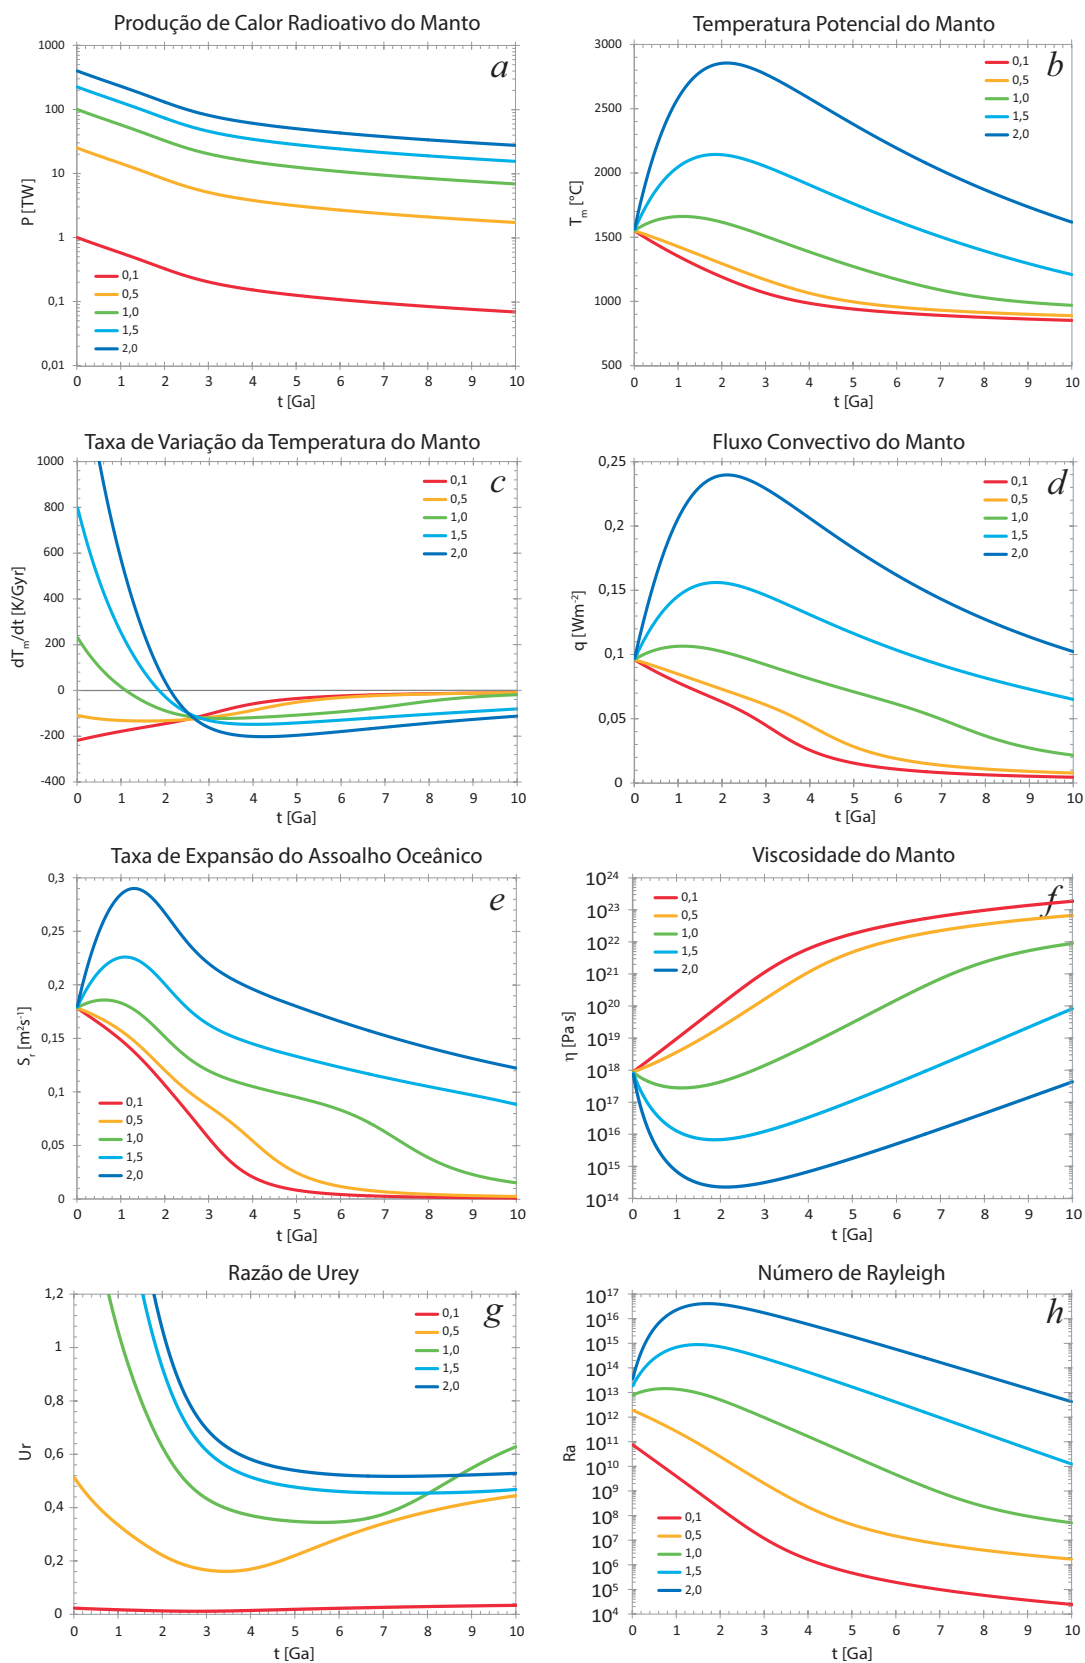 Produção de Calor Radioativo do Manto
a
1000
100
10
1
0,1
0,01
P [TW]
0,1
0,5
1,0
1,5
2,0
0 1 2 3 4 5 6 7 8 9 10
t [Ga]
Temperatura Potencial do Manto
b
3000
2500
2000
1500
1000
500
T_m [°C]
0,1
0,5
1,0
1,5
2,0
0 1 2 3 4 5 6 7 8 9 10
t [Ga]
Taxa de Variação da Temperatura do Manto
c
1000
800
600
400
200
0
-200
-400
dT_m/dt [K/Gyr]
0,1
0,5
1,0
1,5
2,0
0 1 2 3 4 5 6 7 8 9 10
t [Ga]
Fluxo Convectivo do Manto
d
0,25
0,2
0,15
0,1
0,05
0
q [Wm⁻²]
0,1
0,5
1,0
1,5
2,0
0 1 2 3 4 5 6 7 8 9 10
t [Ga]
Taxa de Expansão do Assoalho Oceânico
e
0,3
0,25
0,2
0,15
0,1
0,05
0
S_r [m²s⁻¹]
0,1
0,5
1,0
1,5
2,0
0 1 2 3 4 5 6 7 8 9 10
t [Ga]
Viscosidade do Manto
f
10²⁴
10²³
10²²
10²¹
10²⁰
10¹⁹
10¹⁸
10¹⁷
10¹⁶
10¹⁵
10¹⁴
η [Pa s]
0,1
0,5
1,0
1,5
2,0
0 1 2 3 4 5 6 7 8 9 10
t [Ga]
Razão de Urey
g
1,2
1
0,8
0,6
0,4
0,2
0
Ur
0,1
0,5
1,0
1,5
2,0
0 1 2 3 4 5 6 7 8 9 10
t [Ga]
Número de Rayleigh
h
10¹⁷
10¹⁶
10¹⁵
10¹⁴
10¹³
10¹²
10¹¹
10¹⁰
10⁹
10⁸
10⁷
10⁶
10⁵
10⁴
Ra
0,1
0,5
1,0
1,5
2,0
0 1 2 3 4 5 6 7 8 9 10
t [Ga]